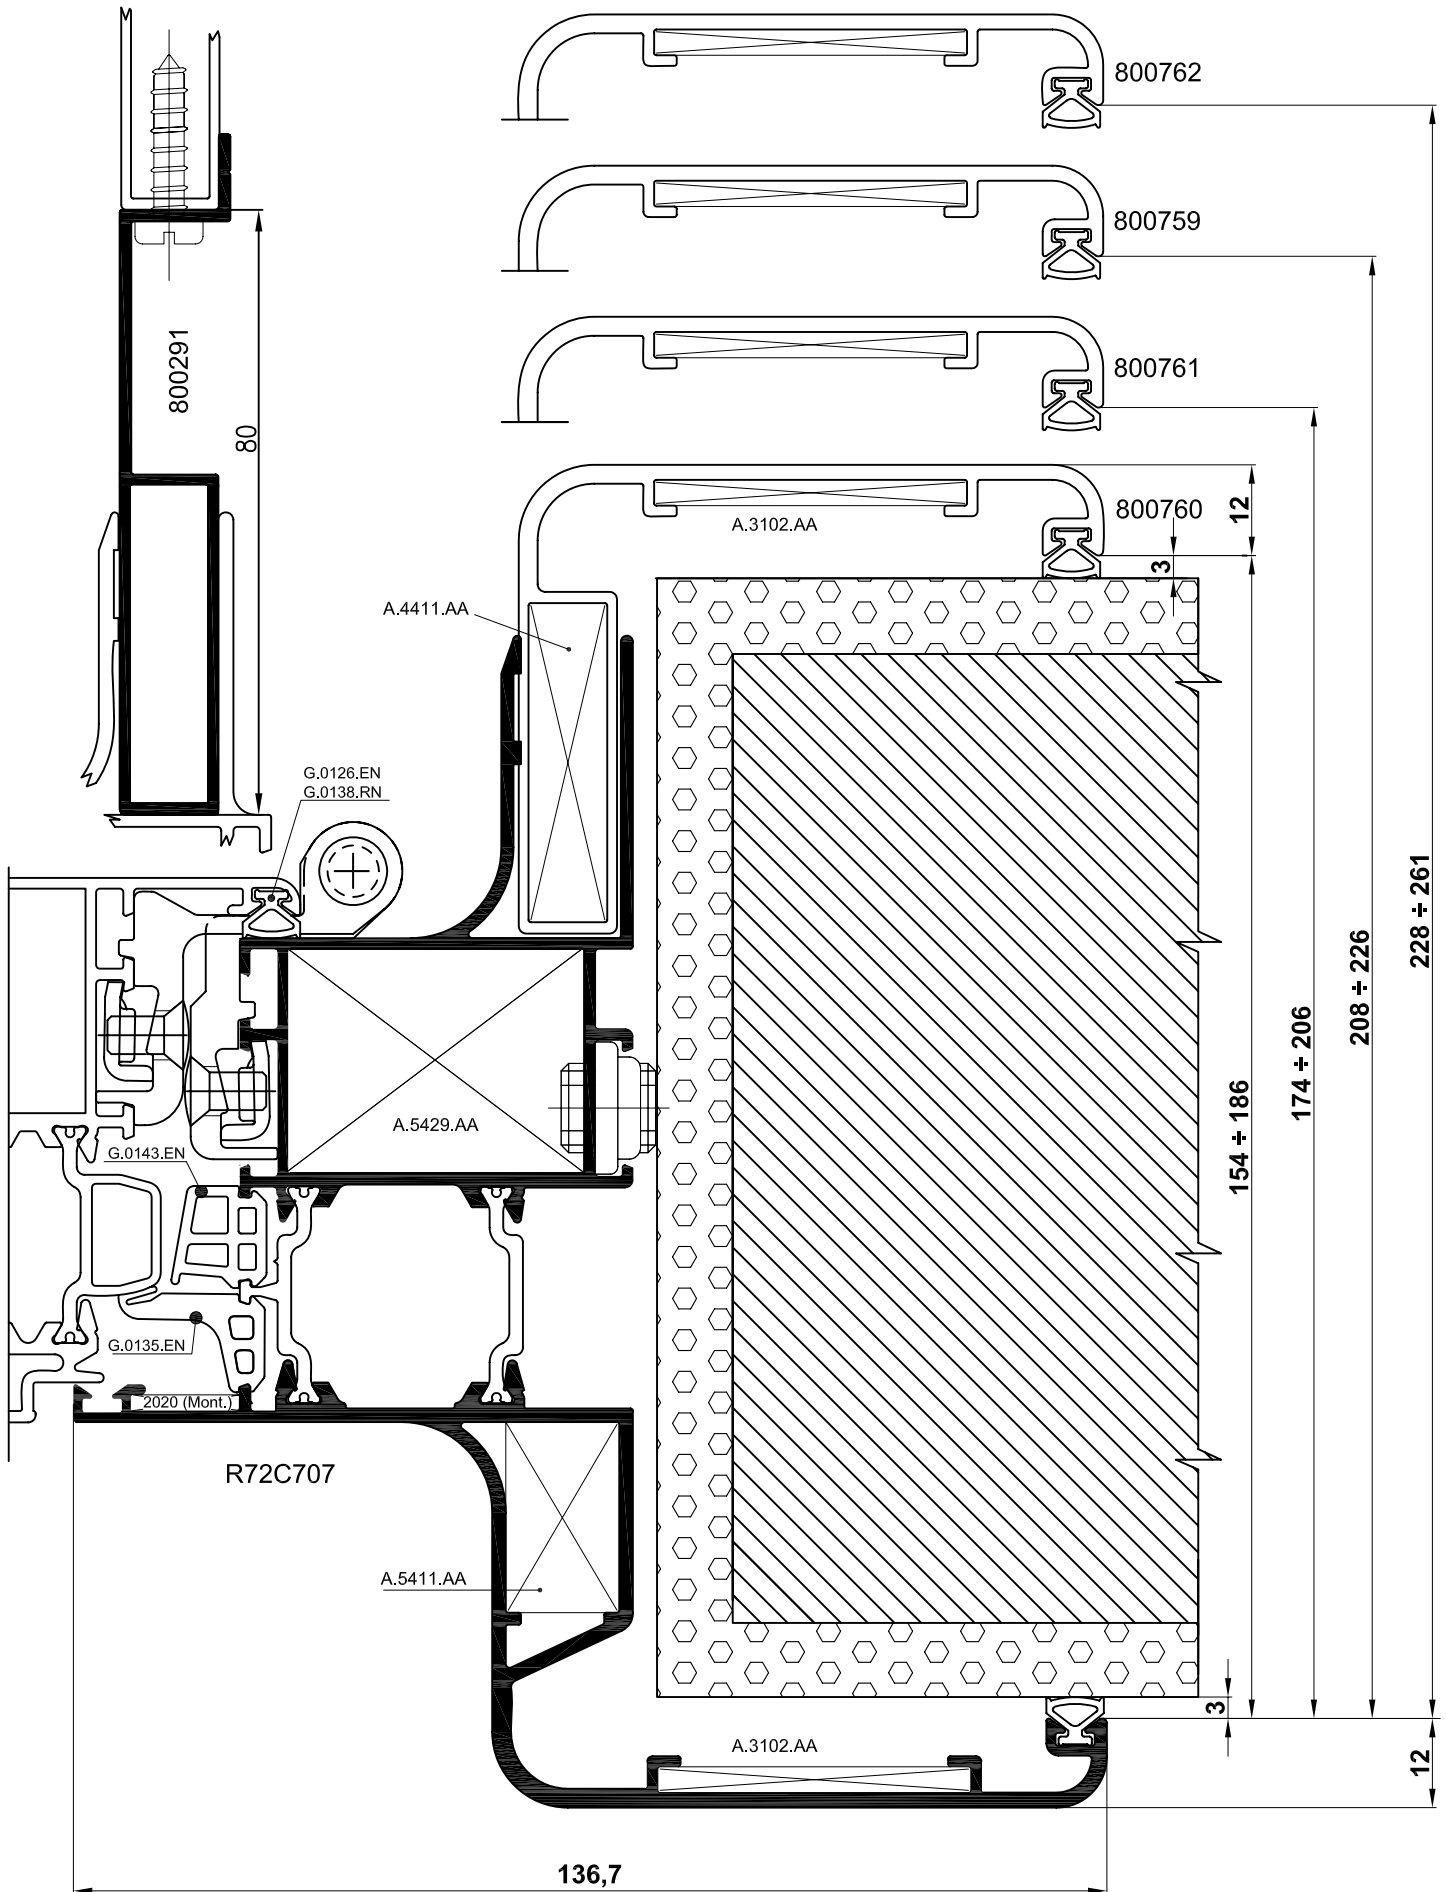 800762
800759
800291
800761
80
800760
12
A.3102.AA
3
A.4411.AA
G.0126.EN
G.0138.RN
228 ÷ 261
208 ÷ 226
174 ÷ 206
154 ÷ 186
A.5429.AA
G.0143.EN
G.0135.EN
2020 (Mont.)
R72C707
A.5411.AA
3
A.3102.AA
12
136,7